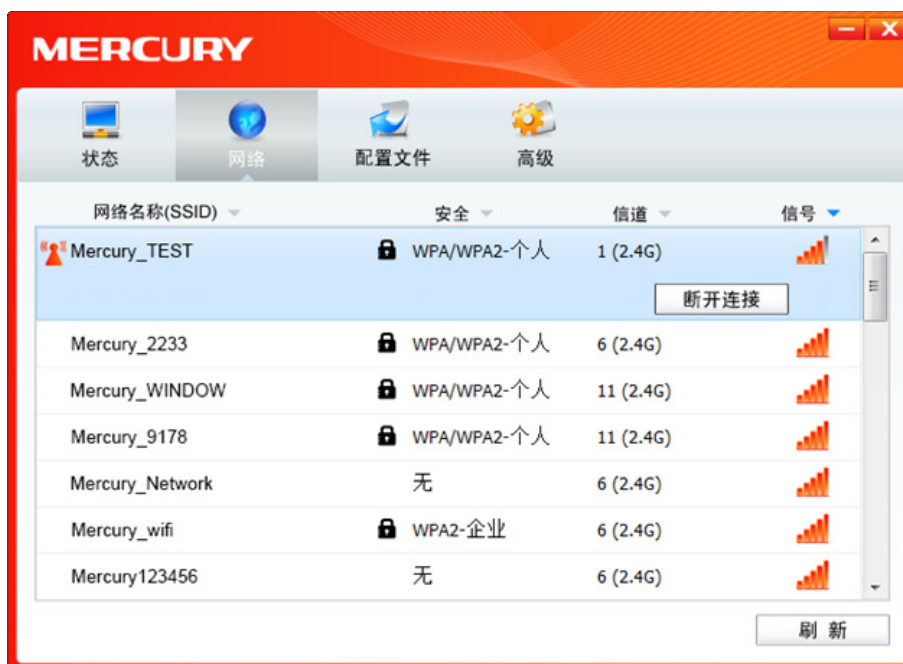 MERCURY
状态 网络 配置文件 高级
网络名称(SSID) 安全 信道 信号
Mercury_TEST WPA/WPA2-个人 1 (2.4G)
断开连接
Mercury_2233 WPA/WPA2-个人 6 (2.4G)
Mercury_WINDOW WPA/WPA2-个人 11 (2.4G)
Mercury_9178 WPA/WPA2-个人 11 (2.4G)
Mercury_Network 无 6 (2.4G)
Mercury_wifi WPA2-企业 6 (2.4G)
Mercury123456 无 6 (2.4G)
刷 新